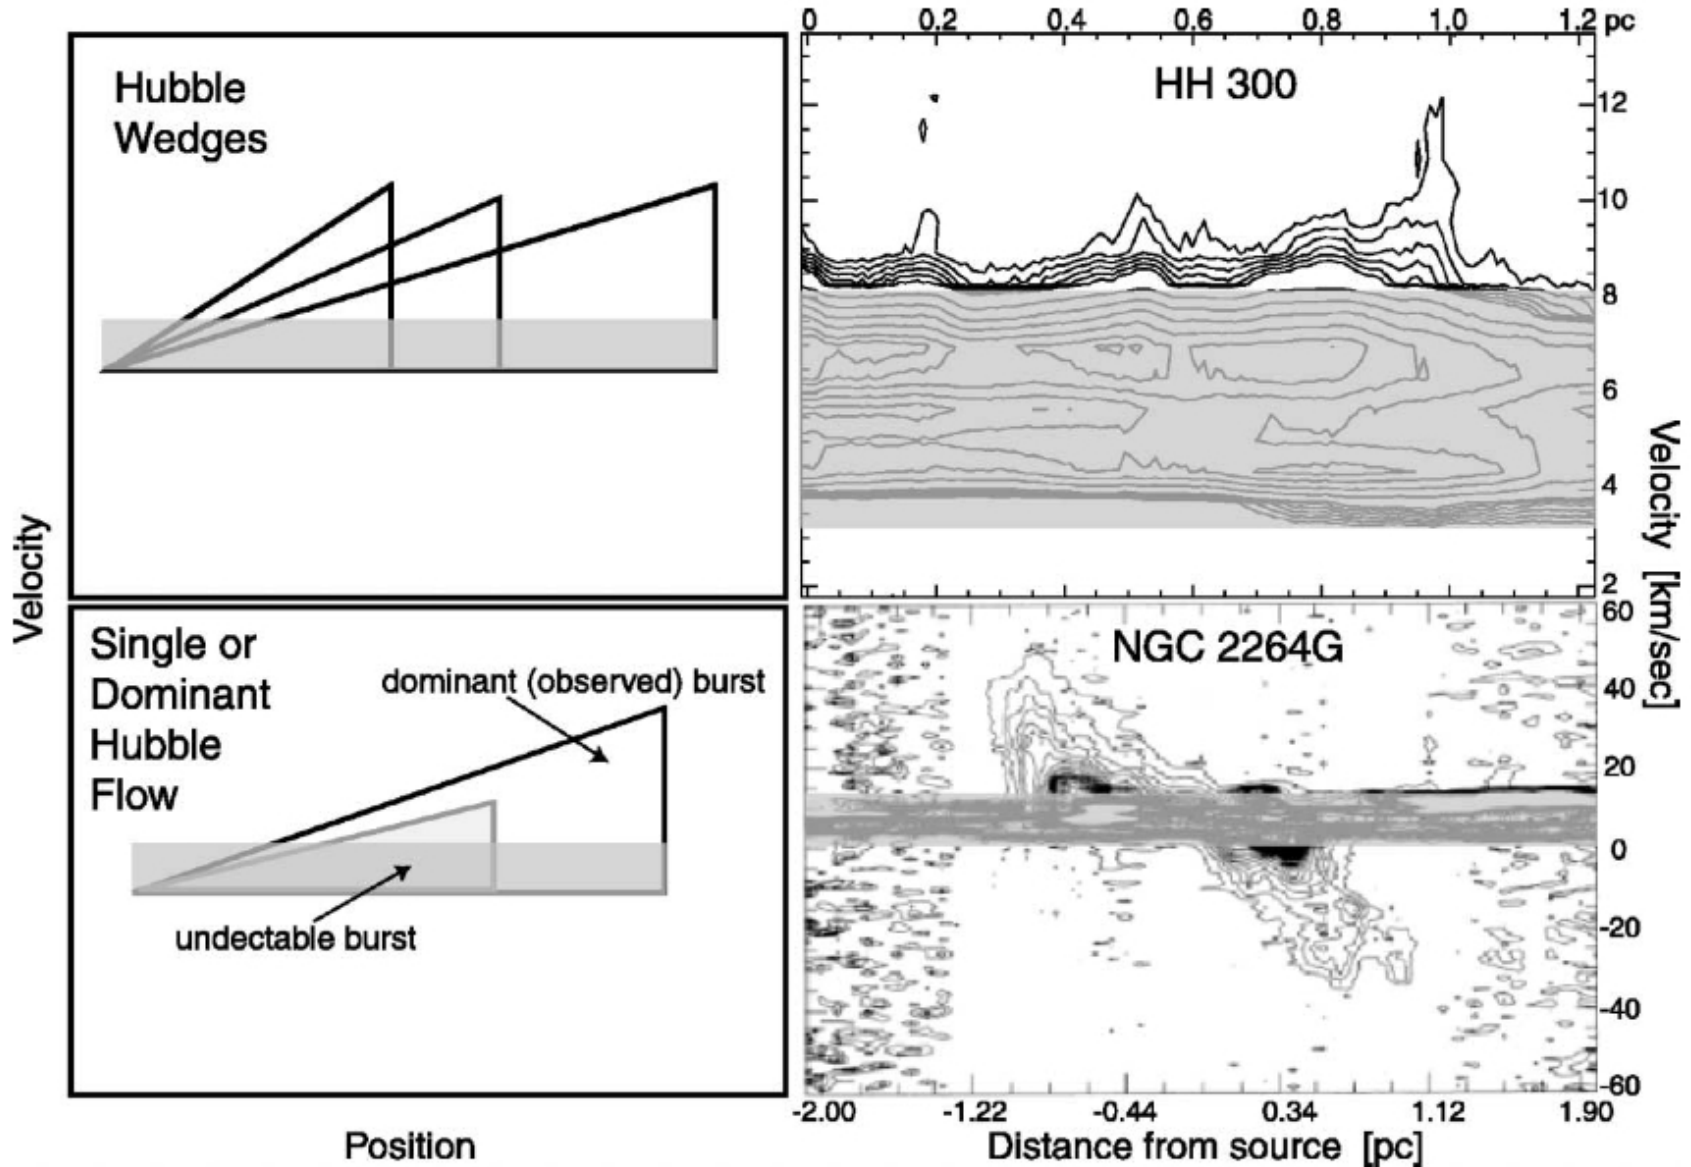 Hubble
Wedges
Velocity
Single or
Dominant
Hubble
Flow
dominant (observed) burst
undectable burst
Position
0 0.2 0.4 0.6 0.8 1.0 1.2 pc
HH 300
12
10
8
6
4
2
Velocity [km/sec]
NGC 2264G
60
40
20
0
-20
-40
-60
-2.00 -1.22 -0.44 0.34 1.12 1.90
Distance from source [pc]